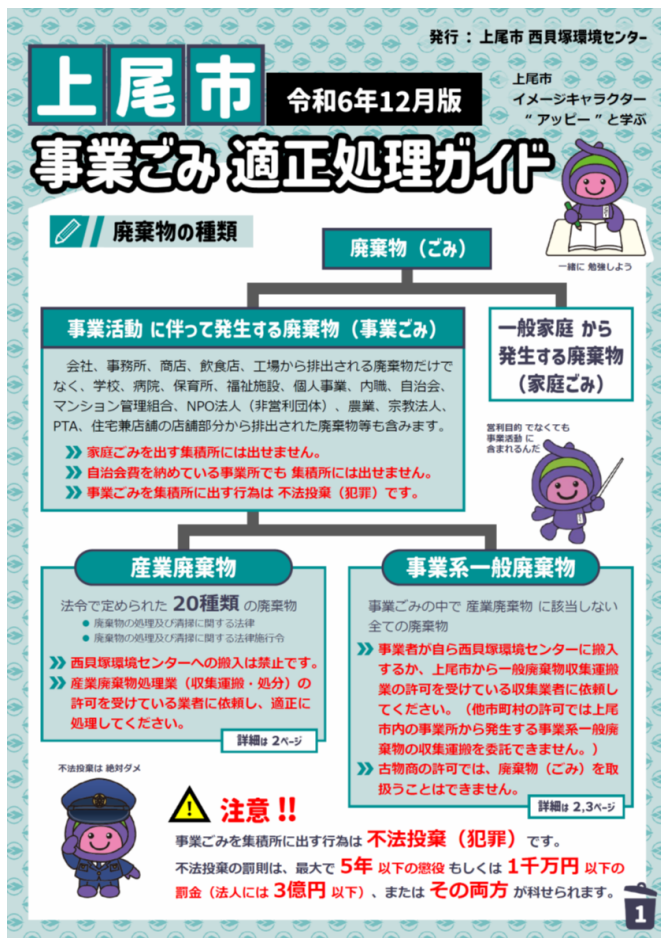 発行 : 上尾市 西貝塚環境センター
上尾市
令和6年12月版
上尾市
イメージキャラクター
“ アッピー ” と学ぶ
事業ごみ 適正処理ガイド
一緒に 勉強しよう
廃棄物の種類
廃棄物（ごみ）
事業活動 に伴って発生する廃棄物（事業ごみ）
会社、事務所、商店、飲食店、工場から排出される廃棄物だけで
なく、学校、病院、保育所、福祉施設、個人事業、内職、自治会、
マンション管理組合、NPO法人（非営利団体）、農業、宗教法人、
PTA、住宅兼店舗の店舗部分から排出された廃棄物等も含みます。
家庭ごみを出す集積所には出せません。
自治会費を納めている事業所でも 集積所には出せません。
事業ごみを集積所に出す行為は 不法投棄（犯罪）です。
一般家庭 から
発生する廃棄物
（家庭ごみ）
営利目的 でなくても
事業活動 に
含まれるんだ
産業廃棄物
法令で定められた 20種類 の廃棄物
● 廃棄物の処理及び清掃に関する法律
● 廃棄物の処理及び清掃に関する法律施行令
西貝塚環境センターへの搬入は禁止です。
産業廃棄物処理業（収集運搬・処分）の
許可を受けている業者に依頼し、適正に
処理してください。
詳細は 2ページ
事業系一般廃棄物
事業ごみの中で 産業廃棄物 に該当しない
全ての廃棄物
事業者が自ら西貝塚環境センターに搬入
するか、上尾市から一般廃棄物収集運搬
業の許可を受けている収集業者に依頼し
てください。（他市町村の許可では上尾
市内の事業所から発生する事業系一般廃
棄物の収集運搬を委託できません。）
古物商の許可では、廃棄物（ごみ）を取
扱うことはできません。
詳細は 2,3ページ
不法投棄は 絶対ダメ
注意 !!
事業ごみを集積所に出す行為は 不法投棄（犯罪）です。
不法投棄の罰則は、最大で 5年 以下の懲役 もしくは 1千万円 以下の
罰金（法人には 3億円 以下）、または その両方 が科せられます。
1